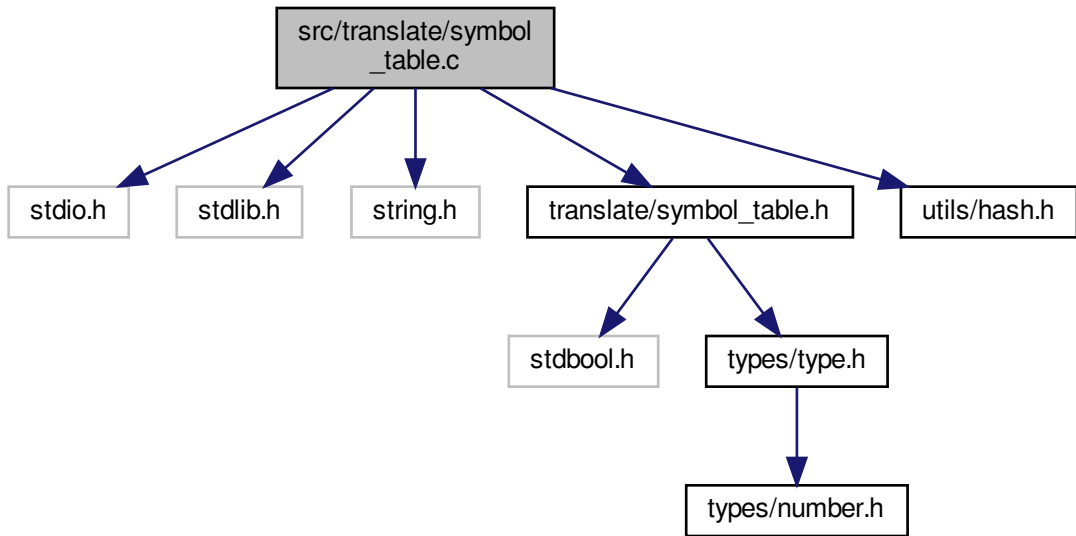 src/translate/symbol
_table.c
stdio.h
stdlib.h
string.h
translate/symbol_table.h
utils/hash.h
stdbool.h
types/type.h
types/number.h